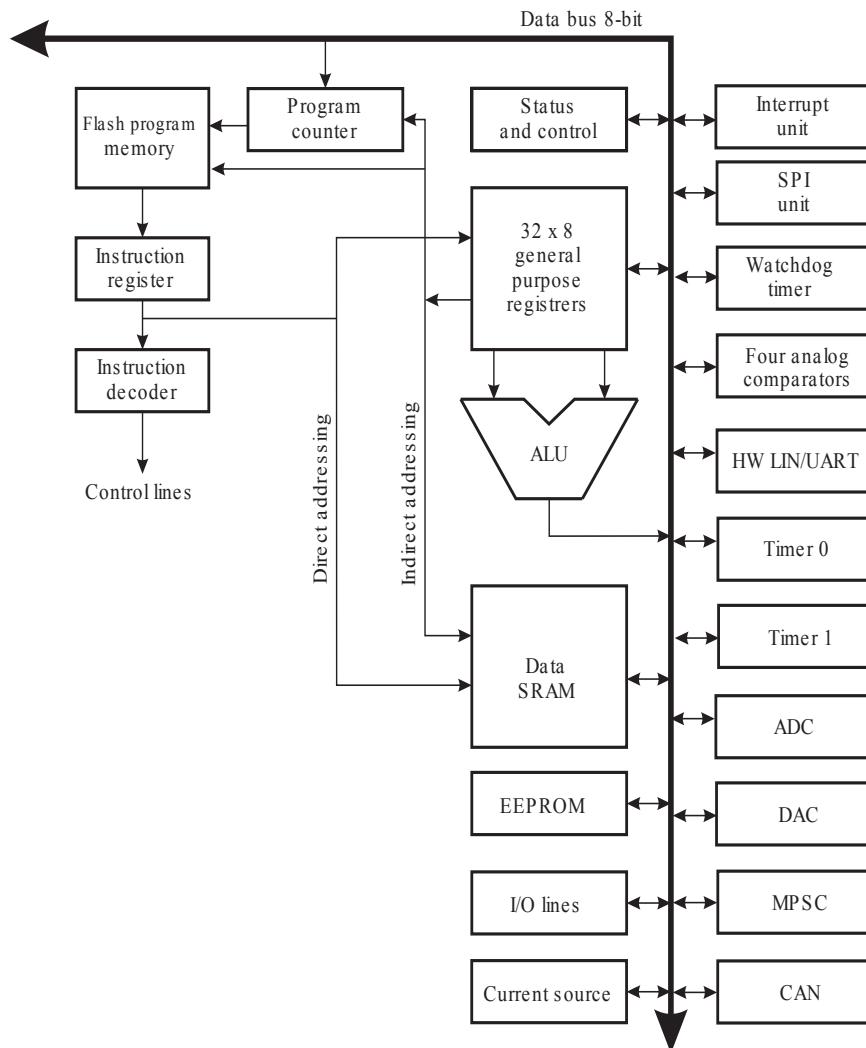 Data bus 8-bit
Program
counter
Flash program
memory
Instruction
register
Instruction
decoder
Control lines
Direct addressing
Indirect addressing
Status
and control
32 x 8
general
purpose
registrers
ALU
Data
SRAM
EEPROM
I/O lines
Current source
Interrupt
unit
SPI
unit
Watchdog
timer
Four analog
comparators
HW LIN/UART
Timer 0
Timer 1
ADC
DAC
MPSC
CAN